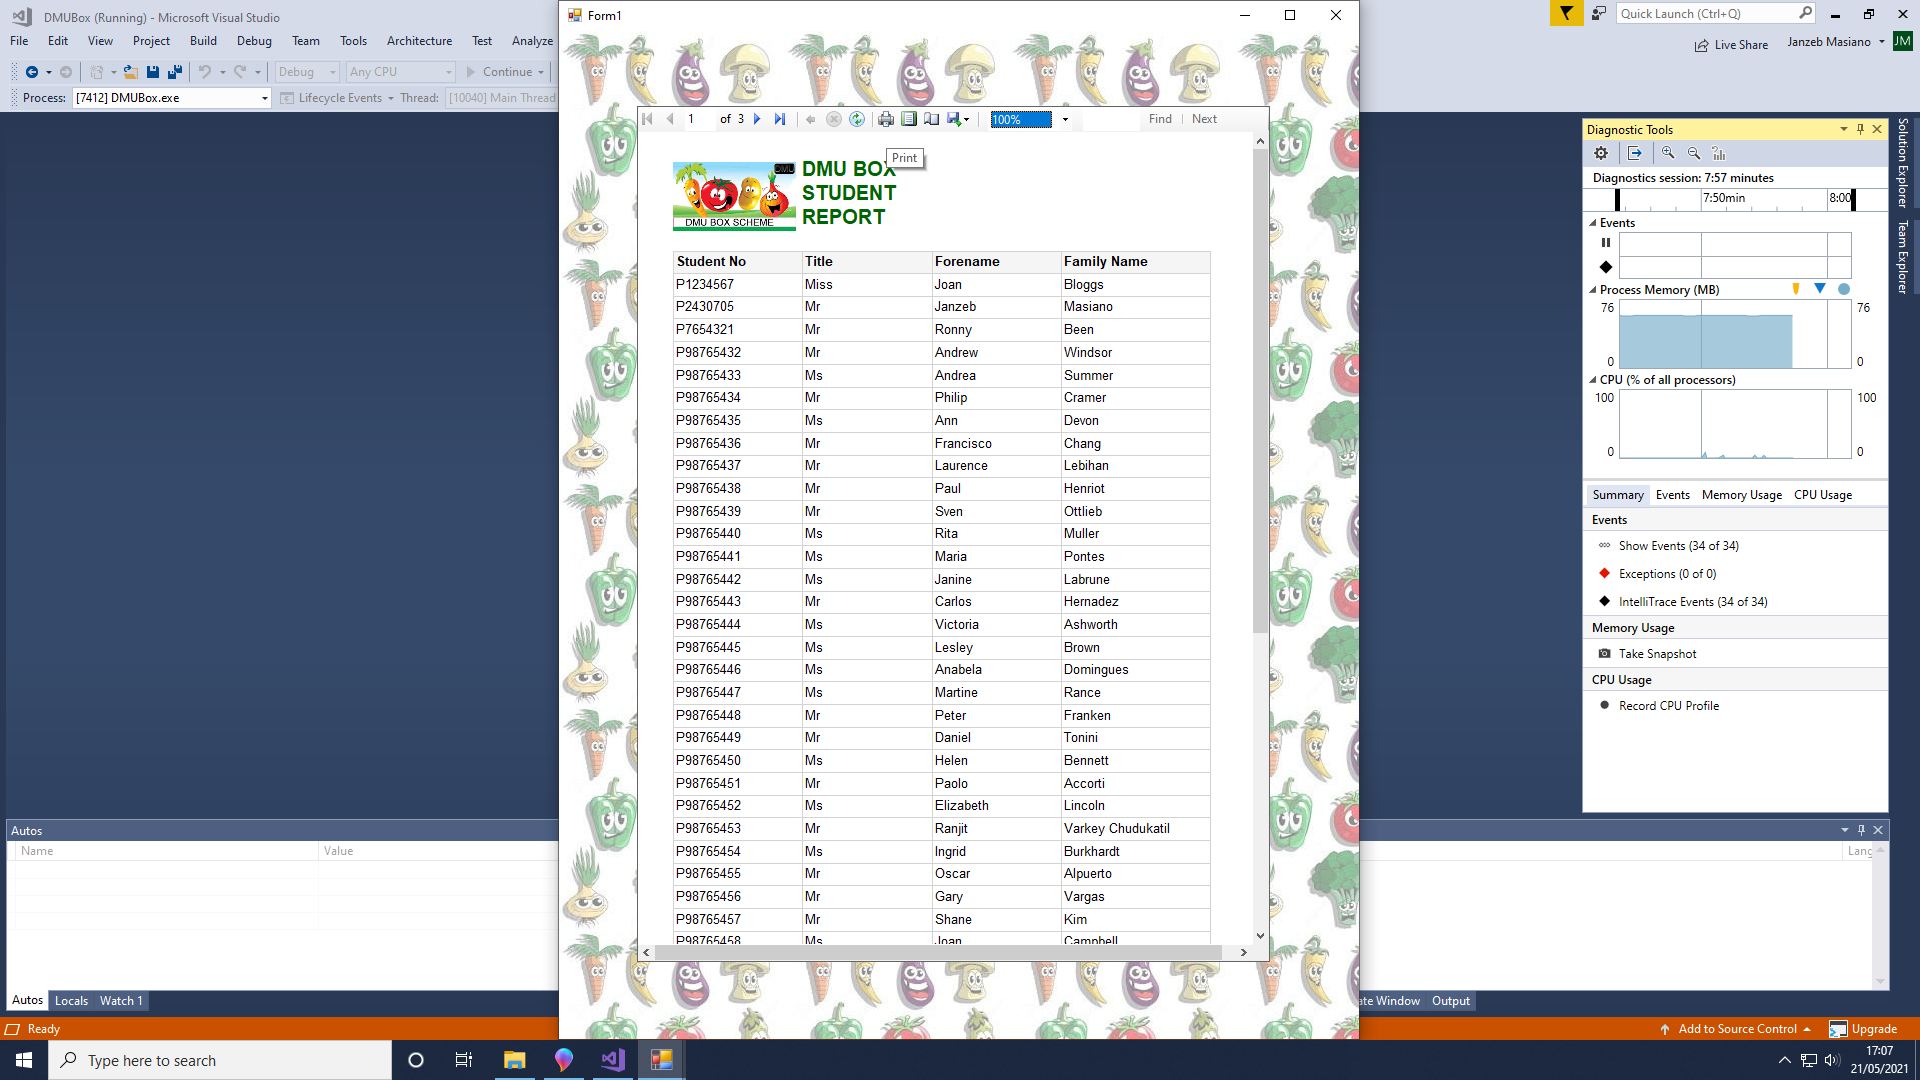 DMUBox (Running) - Microsoft Visual Studio
Quick Launch (Ctrl+Q)
File Edit View Project Build Debug Team Tools Architecture Test Analyze
Live Share Janzeb Masiano JM
Debug Any CPU Continue
Process: [7412] DMUBox.exe Lifecycle Events Thread: [10040] Main Thread
Form1
1 of 3 100% Find Next
Print
DMU
DMU BOX SCHEME
DMU BOX
STUDENT
REPORT
Student No Title Forename Family Name
P1234567 Miss Joan Bloggs
P2430705 Mr Janzeb Masiano
P7654321 Mr Ronny Been
P98765432 Mr Andrew Windsor
P98765433 Ms Andrea Summer
P98765434 Mr Philip Cramer
P98765435 Ms Ann Devon
P98765436 Mr Francisco Chang
P98765437 Mr Laurence Lebihan
P98765438 Mr Paul Henriot
P98765439 Mr Sven Ottlieb
P98765440 Ms Rita Muller
P98765441 Ms Maria Pontes
P98765442 Ms Janine Labrune
P98765443 Mr Carlos Hernadez
P98765444 Ms Victoria Ashworth
P98765445 Ms Lesley Brown
P98765446 Ms Anabela Domingues
P98765447 Ms Martine Rance
P98765448 Mr Peter Franken
P98765449 Mr Daniel Tonini
P98765450 Ms Helen Bennett
P98765451 Mr Paolo Accorti
P98765452 Ms Elizabeth Lincoln
P98765453 Mr Ranjit Varkey Chudukatil
P98765454 Ms Ingrid Burkhardt
P98765455 Mr Oscar Alpuerto
P98765456 Mr Gary Vargas
P98765457 Mr Shane Kim
P98765458 Ms Joan Campbell
Diagnostic Tools
Diagnostics session: 7:57 minutes
7:50min 8:00
Events
Process Memory (MB)
76 76
0 0
CPU (% of all processors)
100 100
0 0
Summary Events Memory Usage CPU Usage
Events
Show Events (34 of 34)
Exceptions (0 of 0)
IntelliTrace Events (34 of 34)
Memory Usage
Take Snapshot
CPU Usage
Record CPU Profile
Solution Explorer
Team Explorer
Autos
Name Value Lang
Autos Locals Watch 1
ate Window Output
Ready
Add to Source Control Upgrade
Type here to search
17:07
21/05/2021